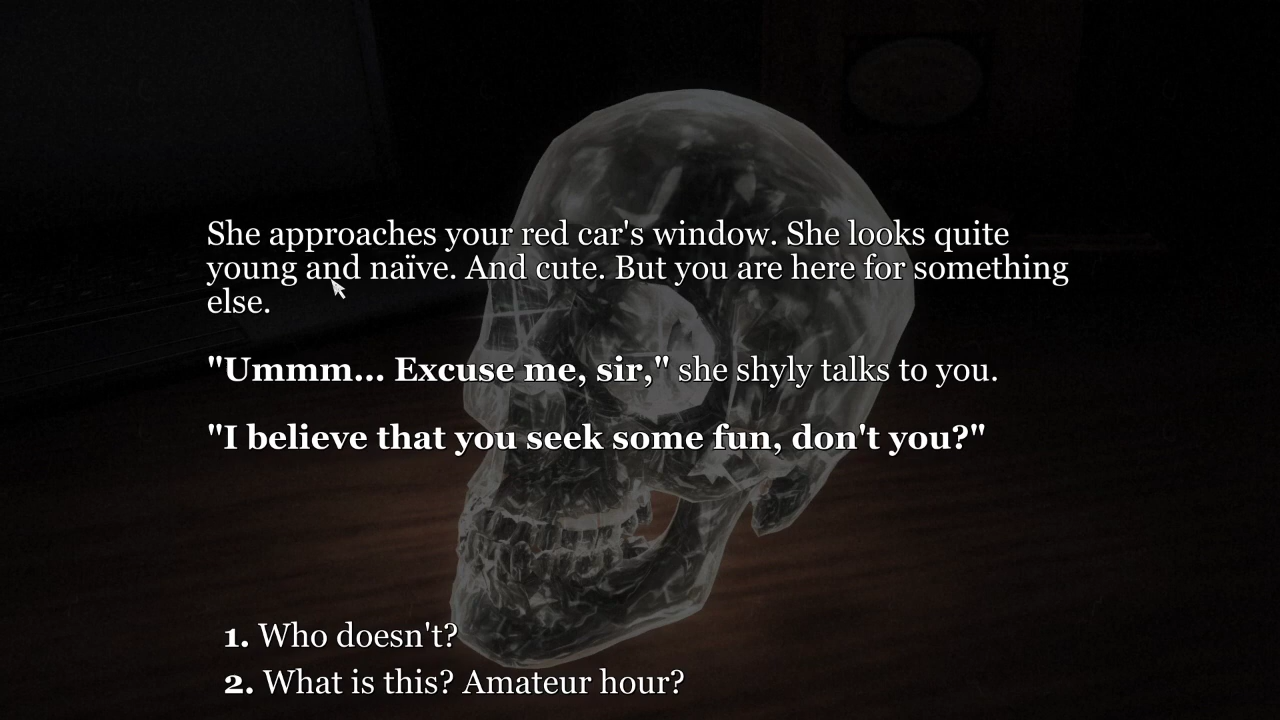 She approaches your red car's window. She looks quite
young and naïve. And cute. But you are here for something
else.
"Ummm... Excuse me, sir," she shyly talks to you.
"I believe that you seek some fun, don't you?"
1. Who doesn't?
2. What is this? Amateur hour?